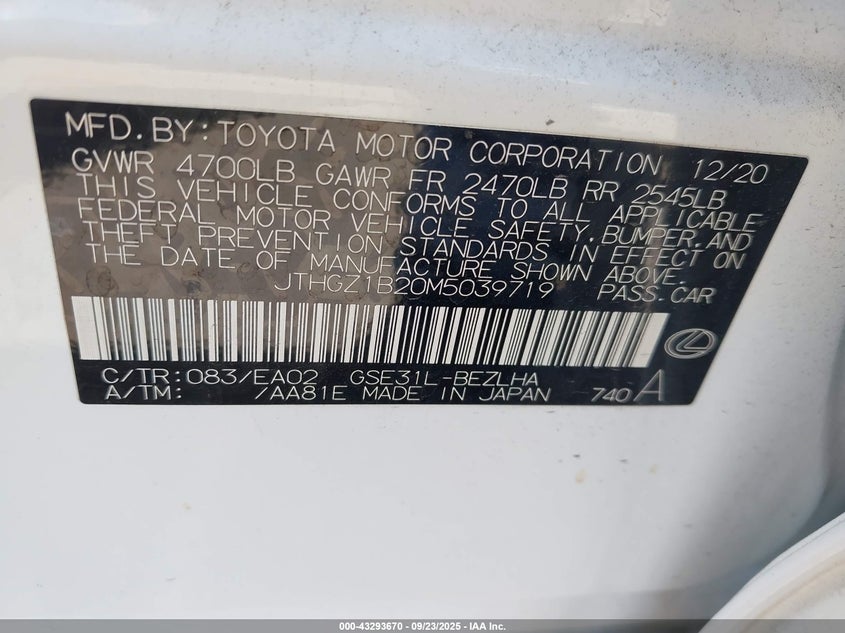 MFD. BY: TOYOTA MOTOR CORPORATION 12/20
GVWR 4700LB GAWR FR 2470LB RR 2545LB
THIS VEHICLE CONFORMS TO ALL APPLICABLE
FEDERAL MOTOR VEHICLE SAFETY, BUMPER, AND
THEFT PREVENTION STANDARDS IN EFFECT ON
THE DATE OF MANUFACTURE SHOWN ABOVE.
JTHGZ1B20M5039719 PASS. CAR
C/TR: 083/EA02 GSE31L-BEZLHA
A/TM: /AA81E MADE IN JAPAN 740 A
000-43293670 - 09/23/2025 - IAA Inc.